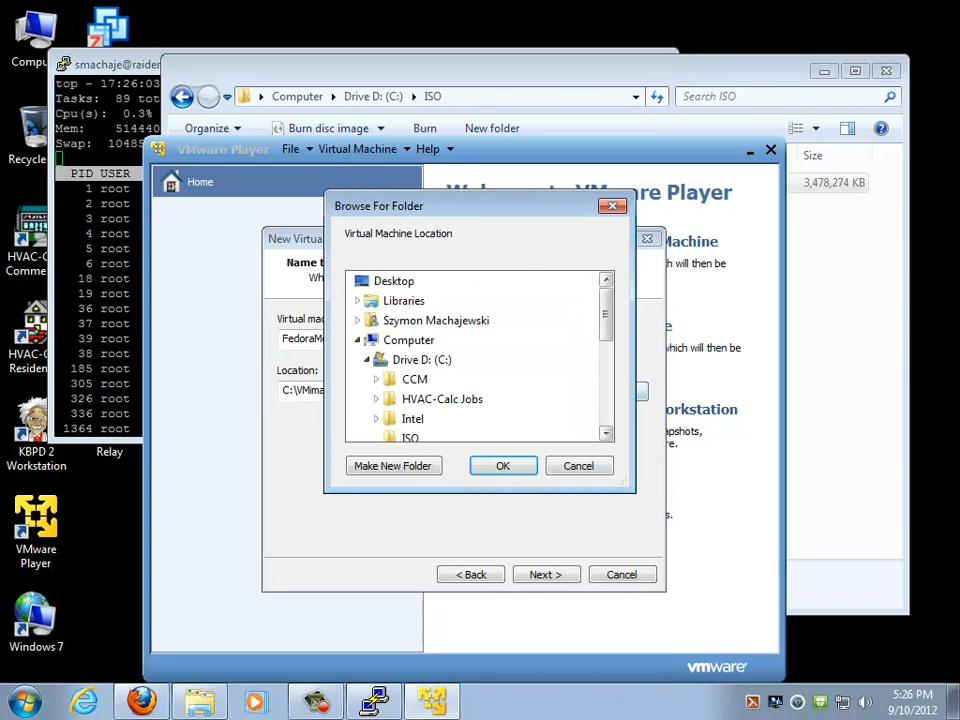 Compu
smachaje@raider
top - 17:26:03
Tasks: 89 tot
Cpu(s): 0.3%
Mem: 514440
Swap: 10485
PID USER
1 root
2 root
3 root
4 root
5 root
6 root
18 root
19 root
36 root
37 root
39 root
38 root
185 root
305 root
326 root
336 root
1364 root
Computer
Drive D: (C:)
ISO
Search ISO
Organize
Burn disc image
Burn
New folder
Size
3,478,274 KB
VMware Player
File
Virtual Machine
Help
Home
Player
Machine
which will then be
which will then be
orkstation
Browse For Folder
Virtual Machine Location
Desktop
Libraries
Szymon Machajewski
Computer
Drive D: (C:)
CCM
HVAC-Calc Jobs
Intel
ISO
Make New Folder
OK
Cancel
New Virtua
Name t
Wh
Virtual mac
FedoraM
Location:
C:\VMima
< Back
Next >
Cancel
vmware
Recycle
HVAC-C
Comme
HVAC-C
Residen
KBPD 2
Workstation
Relay
VMware
Player
Windows 7
5:26 PM
9/10/2012